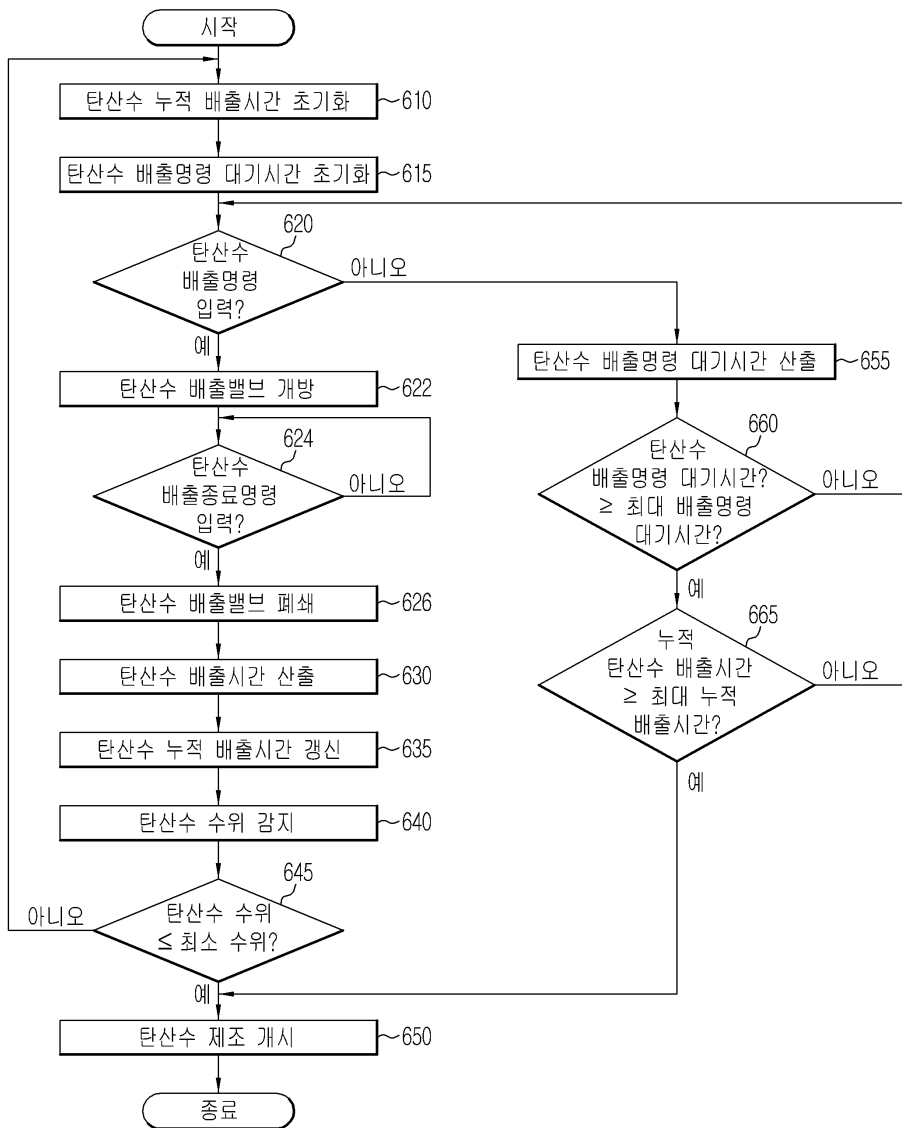 시작
탄산수 누적 배출시간 초기화
610
탄산수 배출명령 대기시간 초기화
615
620
탄산수
배출명령
입력?
아니오
예
탄산수 배출명령 대기시간 산출
655
탄산수 배출밸브 개방
622
624
탄산수
배출종료명령
입력?
아니오
예
660
탄산수
배출명령 대기시간?
≥ 최대 배출명령
대기시간?
아니오
예
탄산수 배출밸브 폐쇄
626
665
누적
탄산수 배출시간
≥ 최대 누적
배출시간?
아니오
예
탄산수 배출시간 산출
630
탄산수 누적 배출시간 갱신
635
탄산수 수위 감지
640
645
탄산수 수위
≤ 최소 수위?
아니오
예
탄산수 제조 개시
650
종료